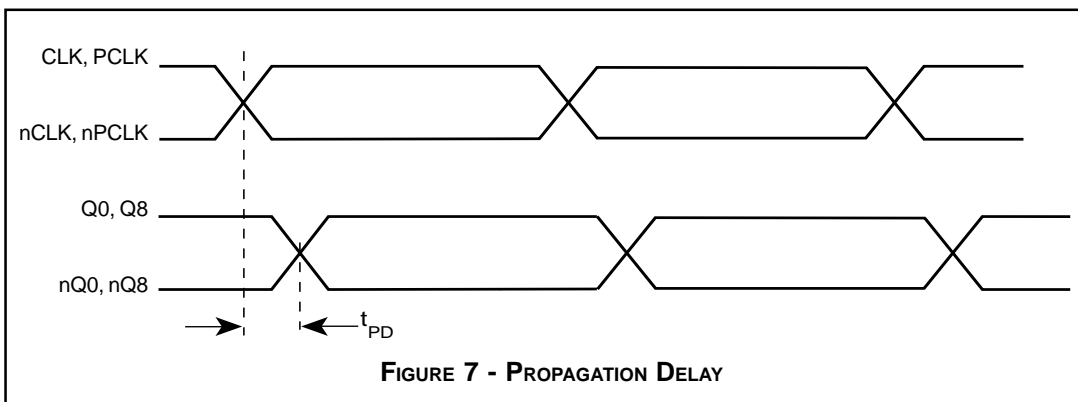 CLK, PCLK
nCLK, nPCLK
Q0, Q8
nQ0, nQ8
tPD
FIGURE 7 - PROPAGATION DELAY